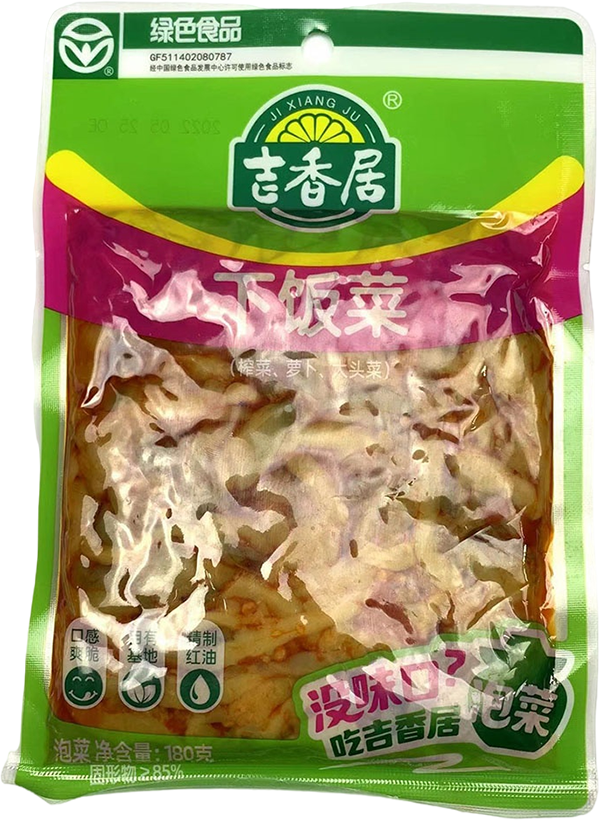 绿色食品
GF511402080787
经中国绿色食品发展中心许可使用绿色食品标志
®
JI XIANG JU ®
吉香居
2022 05 25
下饭菜
(榨菜、萝卜、大头菜)
口感 自有 精制
爽脆 基地 红油
没味口?
吃吉香居 泡菜
泡菜 净含量: 180克
固形物≥85%